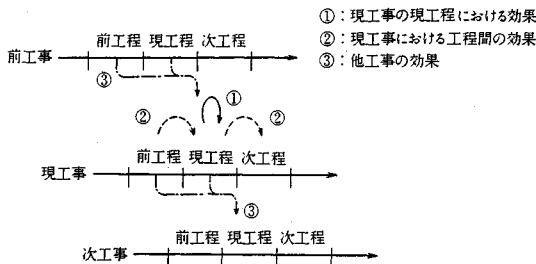 ①：現工事の現工程における効果
②：現工事における工程間の効果
③：他工事の効果
前工程 現工程 次工程
前工事
③
①
② ②
前工程 現工程 次工程
現工事
③
前工程 現工程 次工程
次工事